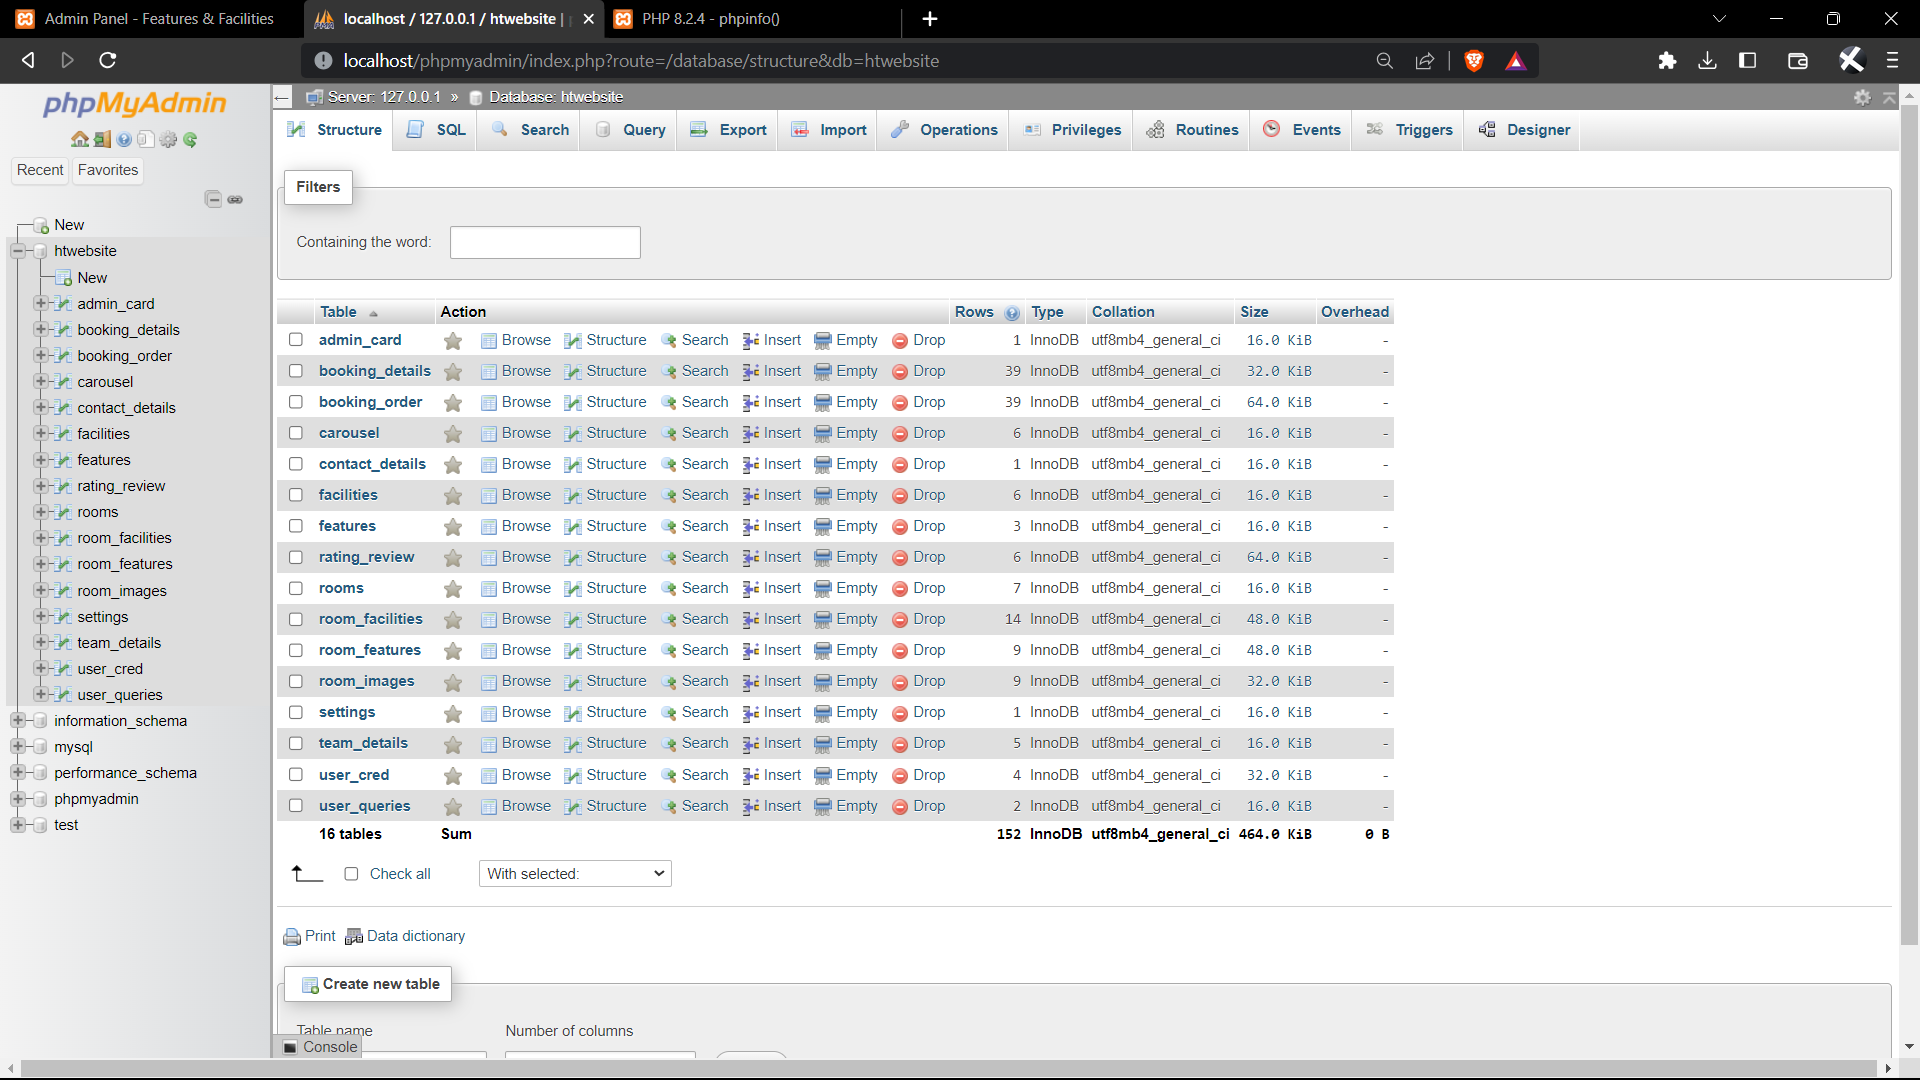 Admin Panel - Features & Facilities
localhost / 127.0.0.1 / htwebsite |
PHP 8.2.4 - phpinfo()
localhost/phpmyadmin/index.php?route=/database/structure&db=htwebsite
phpMyAdmin
Recent Favorites
New
htwebsite
New
admin_card
booking_details
booking_order
carousel
contact_details
facilities
features
rating_review
rooms
room_facilities
room_features
room_images
settings
team_details
user_cred
user_queries
information_schema
mysql
performance_schema
phpmyadmin
test
Server: 127.0.0.1 » Database: htwebsite
Structure SQL Search Query Export Import Operations Privileges Routines Events Triggers Designer
Filters
Containing the word:
Table Action Rows Type Collation Size Overhead
admin_card Browse Structure Search Insert Empty Drop 1 InnoDB utf8mb4_general_ci 16.0 KiB -
booking_details Browse Structure Search Insert Empty Drop 39 InnoDB utf8mb4_general_ci 32.0 KiB -
booking_order Browse Structure Search Insert Empty Drop 39 InnoDB utf8mb4_general_ci 64.0 KiB -
carousel Browse Structure Search Insert Empty Drop 6 InnoDB utf8mb4_general_ci 16.0 KiB -
contact_details Browse Structure Search Insert Empty Drop 1 InnoDB utf8mb4_general_ci 16.0 KiB -
facilities Browse Structure Search Insert Empty Drop 6 InnoDB utf8mb4_general_ci 16.0 KiB -
features Browse Structure Search Insert Empty Drop 3 InnoDB utf8mb4_general_ci 16.0 KiB -
rating_review Browse Structure Search Insert Empty Drop 6 InnoDB utf8mb4_general_ci 64.0 KiB -
rooms Browse Structure Search Insert Empty Drop 7 InnoDB utf8mb4_general_ci 16.0 KiB -
room_facilities Browse Structure Search Insert Empty Drop 14 InnoDB utf8mb4_general_ci 48.0 KiB -
room_features Browse Structure Search Insert Empty Drop 9 InnoDB utf8mb4_general_ci 48.0 KiB -
room_images Browse Structure Search Insert Empty Drop 9 InnoDB utf8mb4_general_ci 32.0 KiB -
settings Browse Structure Search Insert Empty Drop 1 InnoDB utf8mb4_general_ci 16.0 KiB -
team_details Browse Structure Search Insert Empty Drop 5 InnoDB utf8mb4_general_ci 16.0 KiB -
user_cred Browse Structure Search Insert Empty Drop 4 InnoDB utf8mb4_general_ci 32.0 KiB -
user_queries Browse Structure Search Insert Empty Drop 2 InnoDB utf8mb4_general_ci 16.0 KiB -
16 tables Sum 152 InnoDB utf8mb4_general_ci 464.0 KiB 0 B
Check all With selected:
Print Data dictionary
Create new table
Table name Number of columns
Console